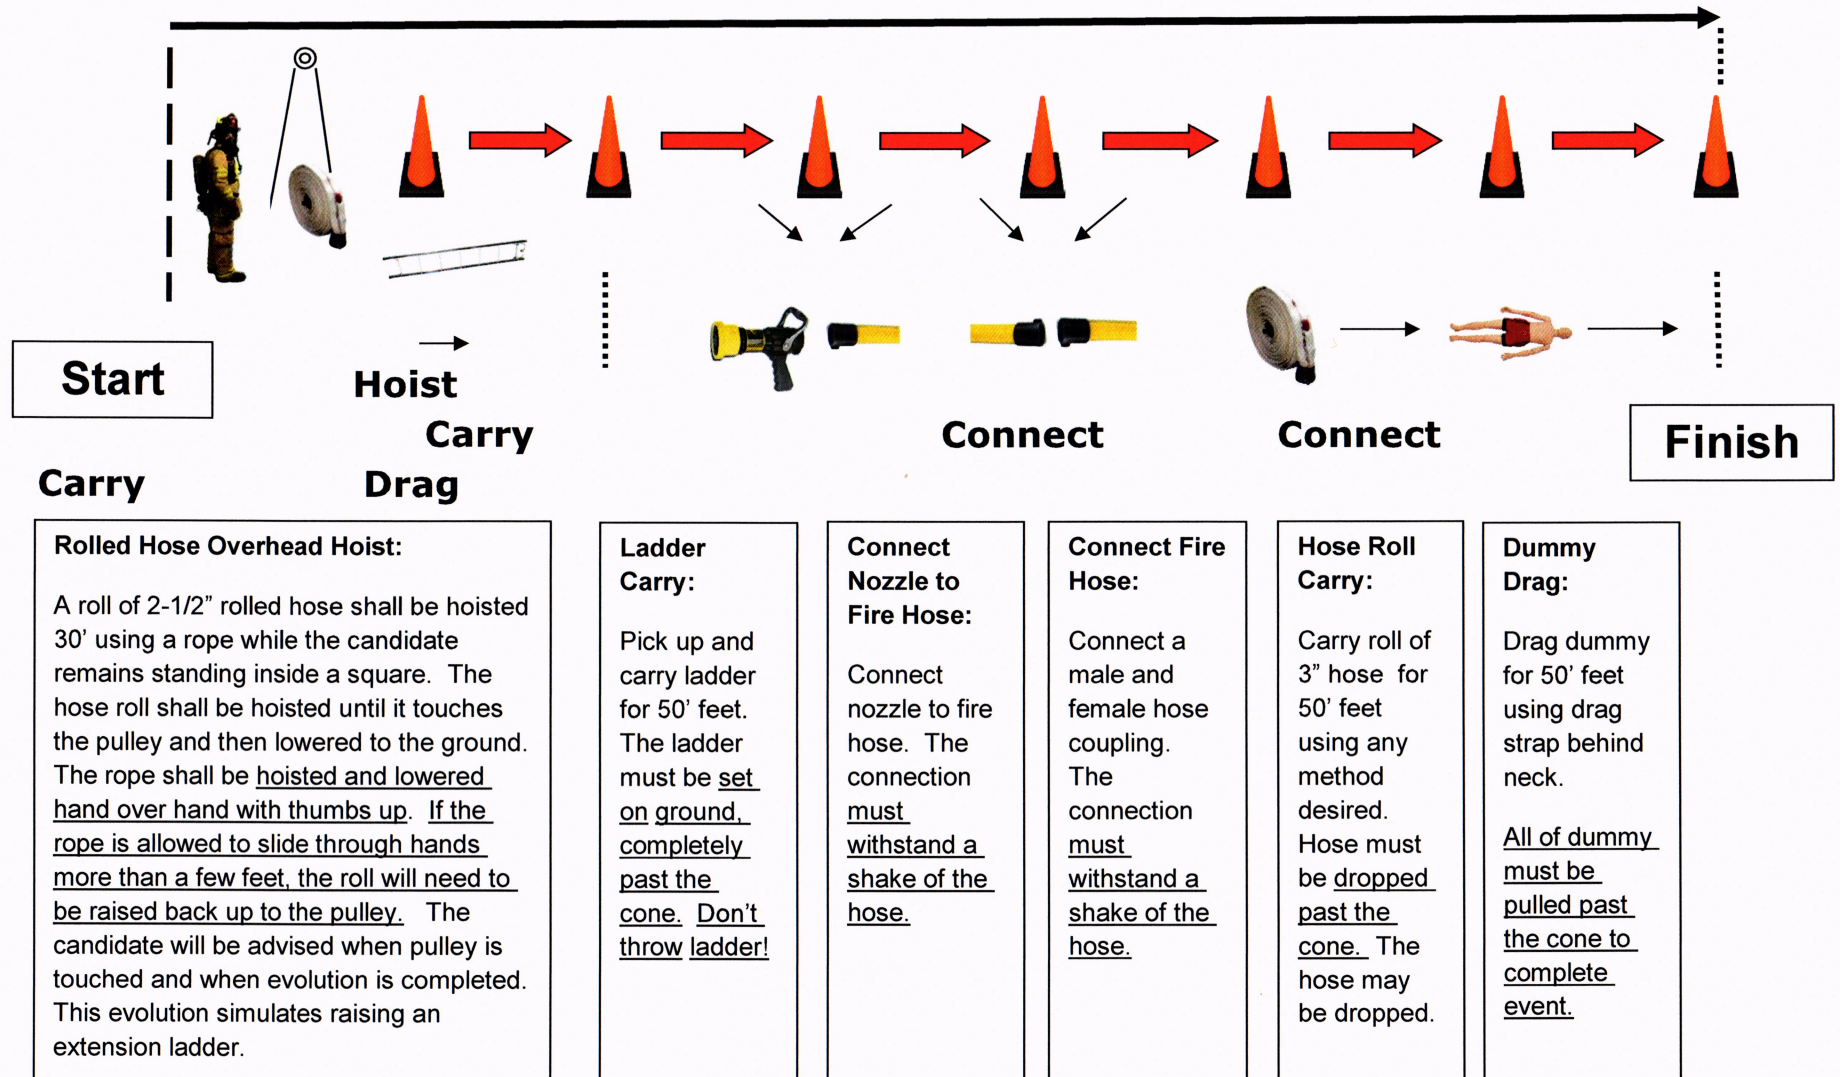 Start
Hoist
Carry
Connect
Connect
Finish
Carry
Drag
Rolled Hose Overhead Hoist:
A roll of 2-1/2” rolled hose shall be hoisted
30’ using a rope while the candidate
remains standing inside a square.  The
hose roll shall be hoisted until it touches
the pulley and then lowered to the ground.
The rope shall be hoisted and lowered
hand over hand with thumbs up.  If the
rope is allowed to slide through hands
more than a few feet, the roll will need to
be raised back up to the pulley.   The
candidate will be advised when pulley is
touched and when evolution is completed.
This evolution simulates raising an
extension ladder.
Ladder
Carry:
Pick up and
carry ladder
for 50’ feet.
The ladder
must be set
on ground,
completely
past the
cone.  Don’t
throw ladder!
Connect
Nozzle to
Fire Hose:
Connect
nozzle to fire
hose.  The
connection
must
withstand a
shake of the
hose.
Connect Fire
Hose:
Connect a
male and
female hose
coupling.
The
connection
must
withstand a
shake of the
hose.
Hose Roll
Carry:
Carry roll of
3” hose  for
50’ feet
using any
method
desired.
Hose must
be dropped
past the
cone.  The
hose may
be dropped.
Dummy
Drag:
Drag dummy
for 50’ feet
using drag
strap behind
neck.
All of dummy
must be
pulled past
the cone to
complete
event.